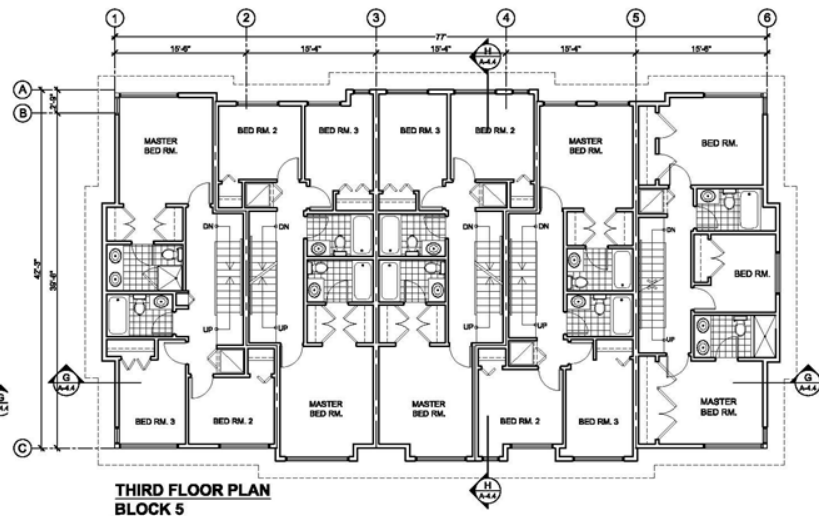 1 2 3 4 5 6
77'
15'-6" 15'-4" 15'-4" 15'-4" 15'-6"
H
A-4.4
A
B
C
42'-3"
39'-6"
MASTER
BED RM.
BED RM. 2
BED RM. 3
BED RM. 3
BED RM. 2
MASTER
BED RM.
BED RM.
DN
DN
DN
DN
DN
BED RM.
UP
UP
UP
UP
UP
G
A-4.4
G
A-4.4
BED RM. 3
BED RM. 2
MASTER
BED RM.
MASTER
BED RM.
BED RM. 2
BED RM. 3
MASTER
BED RM.
H
A-4.4
THIRD FLOOR PLAN
BLOCK 5